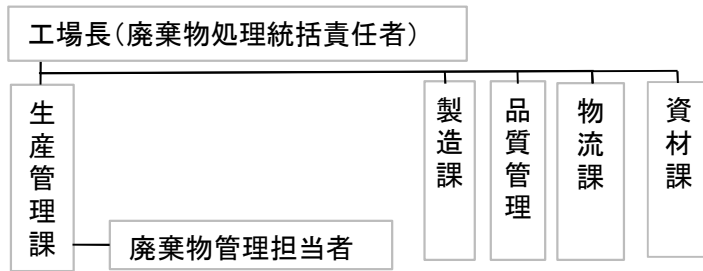 工場長(廃棄物処理統括責任者)
生産管理課
製造課
品質管理
物流課
資材課
廃棄物管理担当者